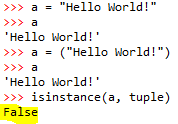 >>> a = "Hello World!"
>>> a
'Hello World!'
>>> a = ("Hello World!")
>>> a
'Hello World!'
>>> isinstance(a, tuple)
False